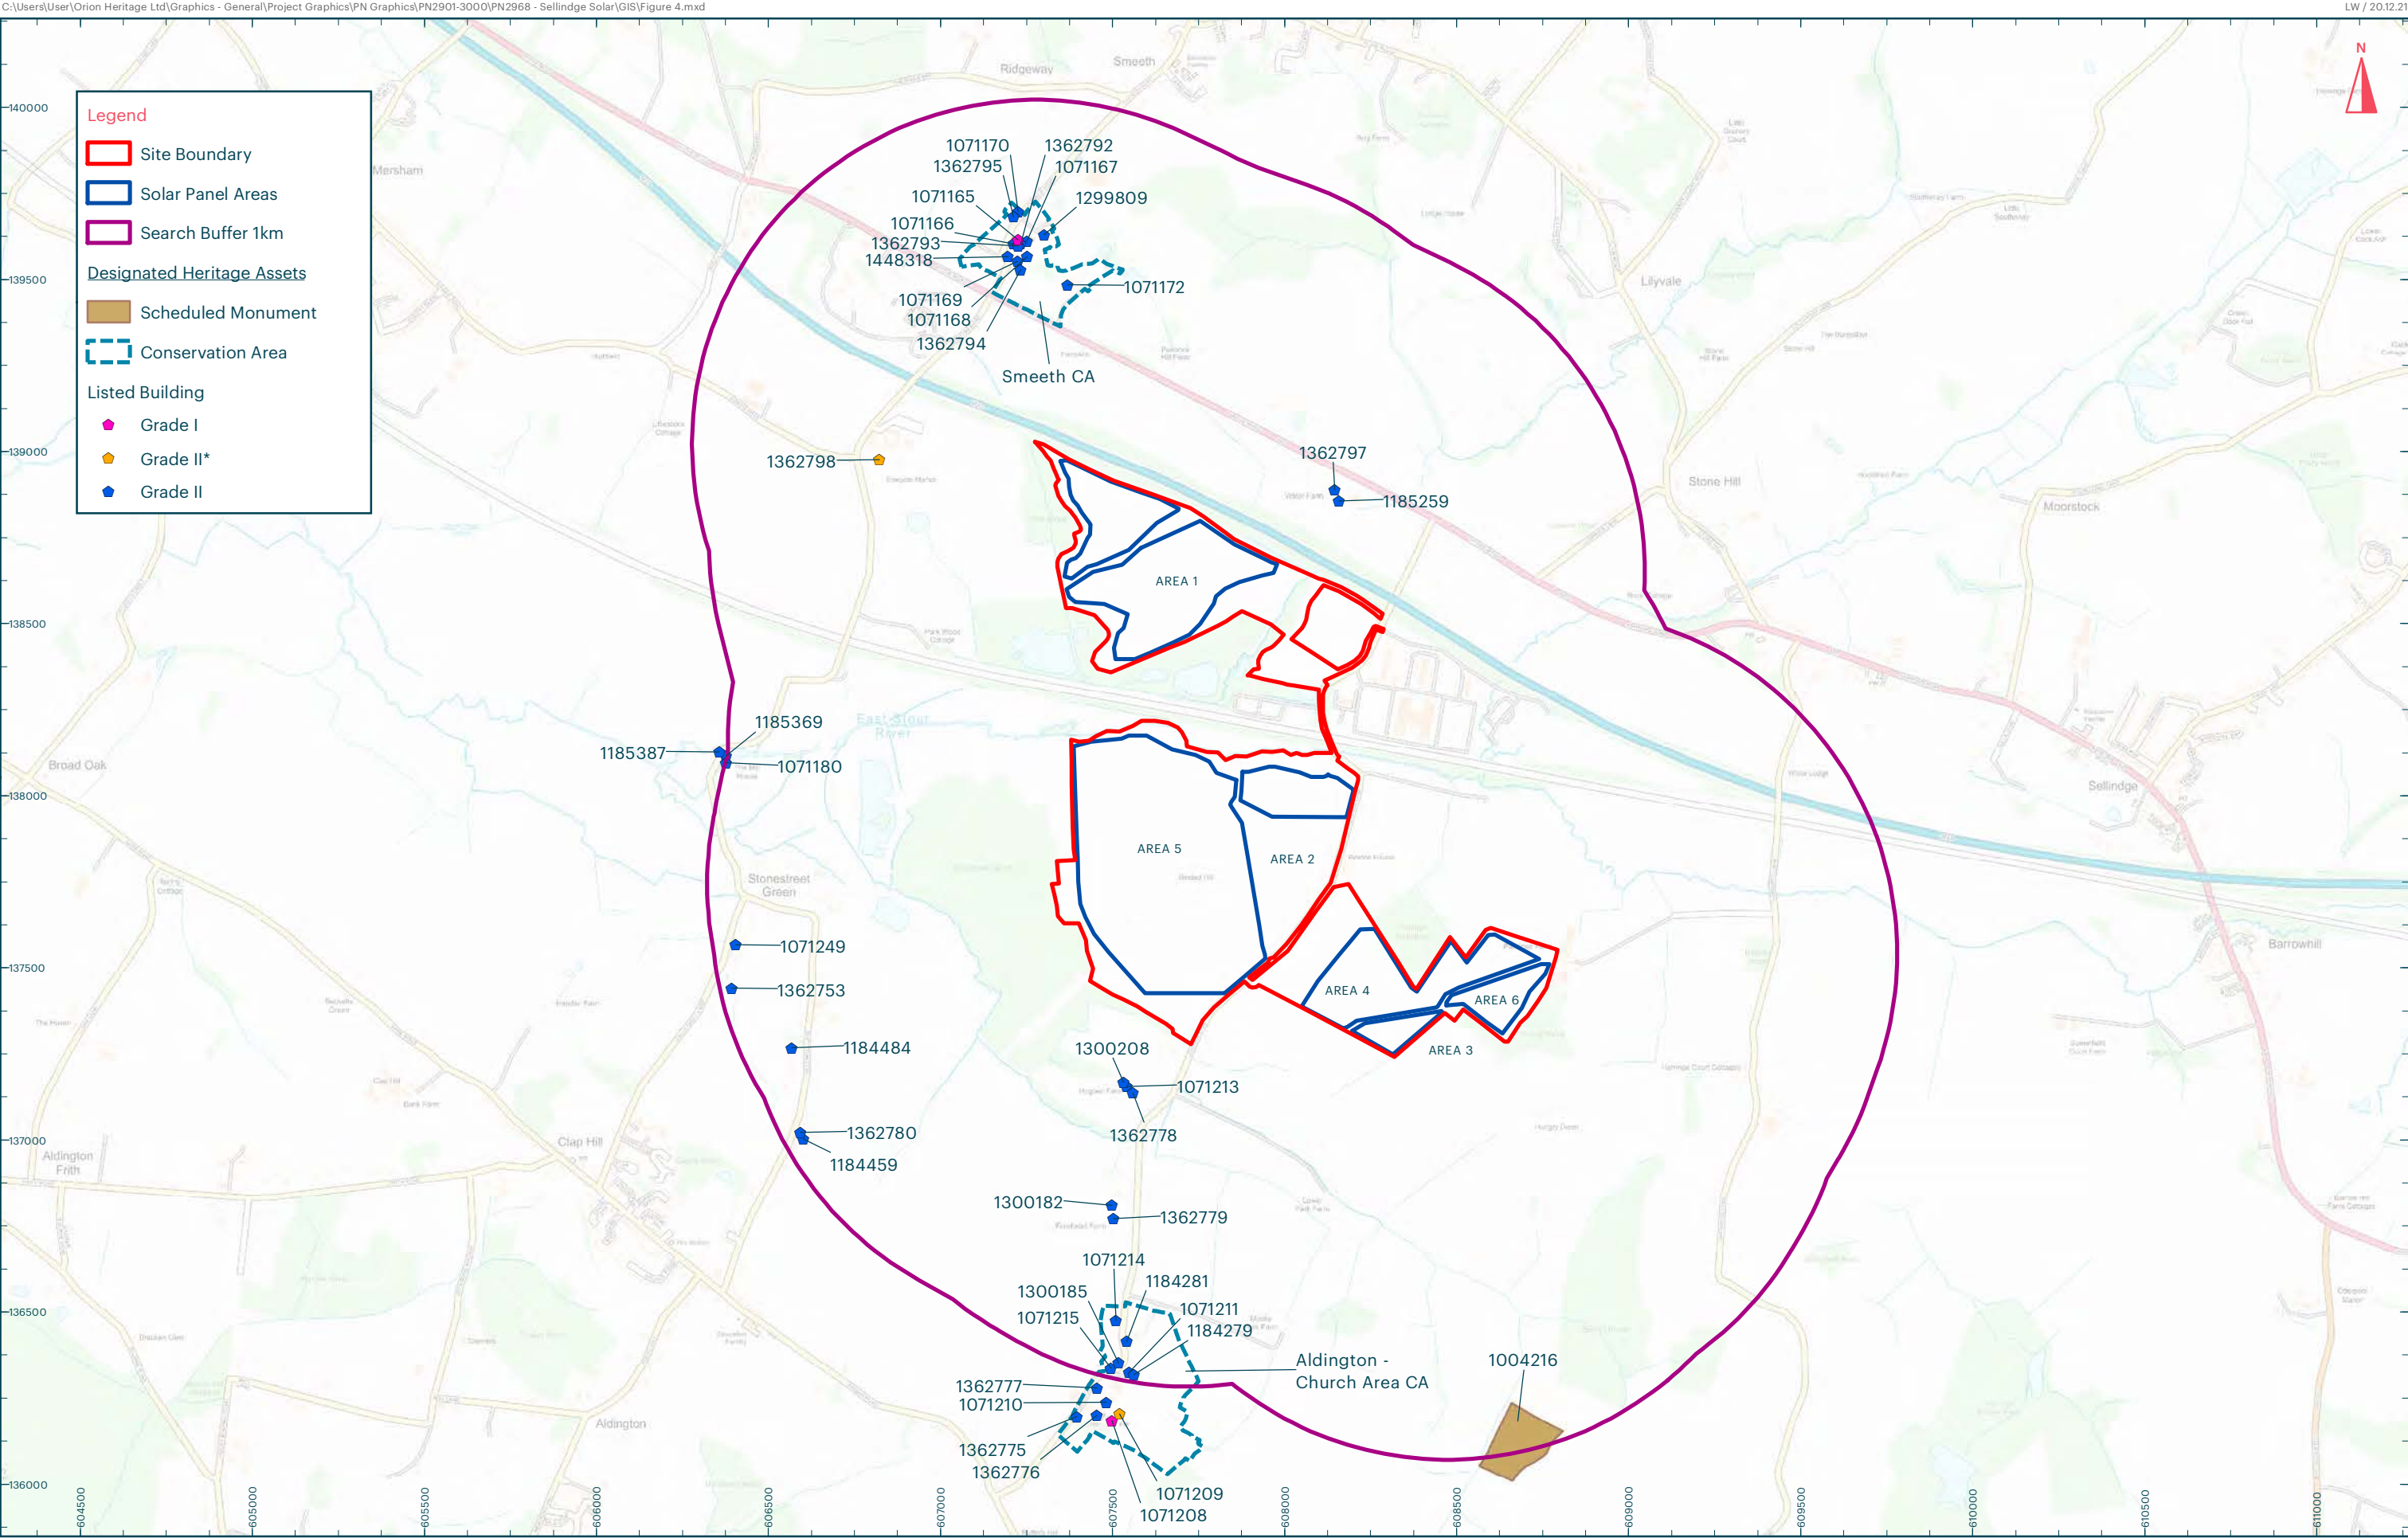 C:\Users\User\Orion Heritage Ltd\Graphics - General\Project Graphics\PN Graphics\PN2901-3000\PN2968 - Sellindge Solar\GIS\Figure 4.mxd
LW / 20.12.21
N
Legend
Site Boundary
Solar Panel Areas
Search Buffer 1km
Designated Heritage Assets
Scheduled Monument
Conservation Area
Listed Building
Grade I
Grade II*
Grade II
140000
139500
139000
138500
138000
137500
137000
136500
136000
604500
605000
605500
606000
606500
607000
607500
608000
608500
609000
609500
610000
610500
611000
Ridgeway
Smeeth
Mersham
1071170
1362792
1362795
1071167
1071165
1299809
1071166
1362793
1448318
1071172
1071169
1071168
1362794
Smeeth CA
Lilyvale
1362798
1362797
1185259
Stone Hill
Moorstock
AREA 1
East Stour
River
1185369
1185387
1071180
Broad Oak
Sellindge
AREA 5
AREA 2
Stonestreet
Green
1071249
Barrowhill
1362753
AREA 4
AREA 6
AREA 3
1184484
1300208
1071213
1362778
1362780
1184459
Clap Hill
Aldington
Frith
1300182
1362779
1071214
1184281
1300185
1071211
1071215
1184279
Aldington -
Church Area CA
1004216
1362777
1071210
1362775
1362776
1071209
1071208
Aldington